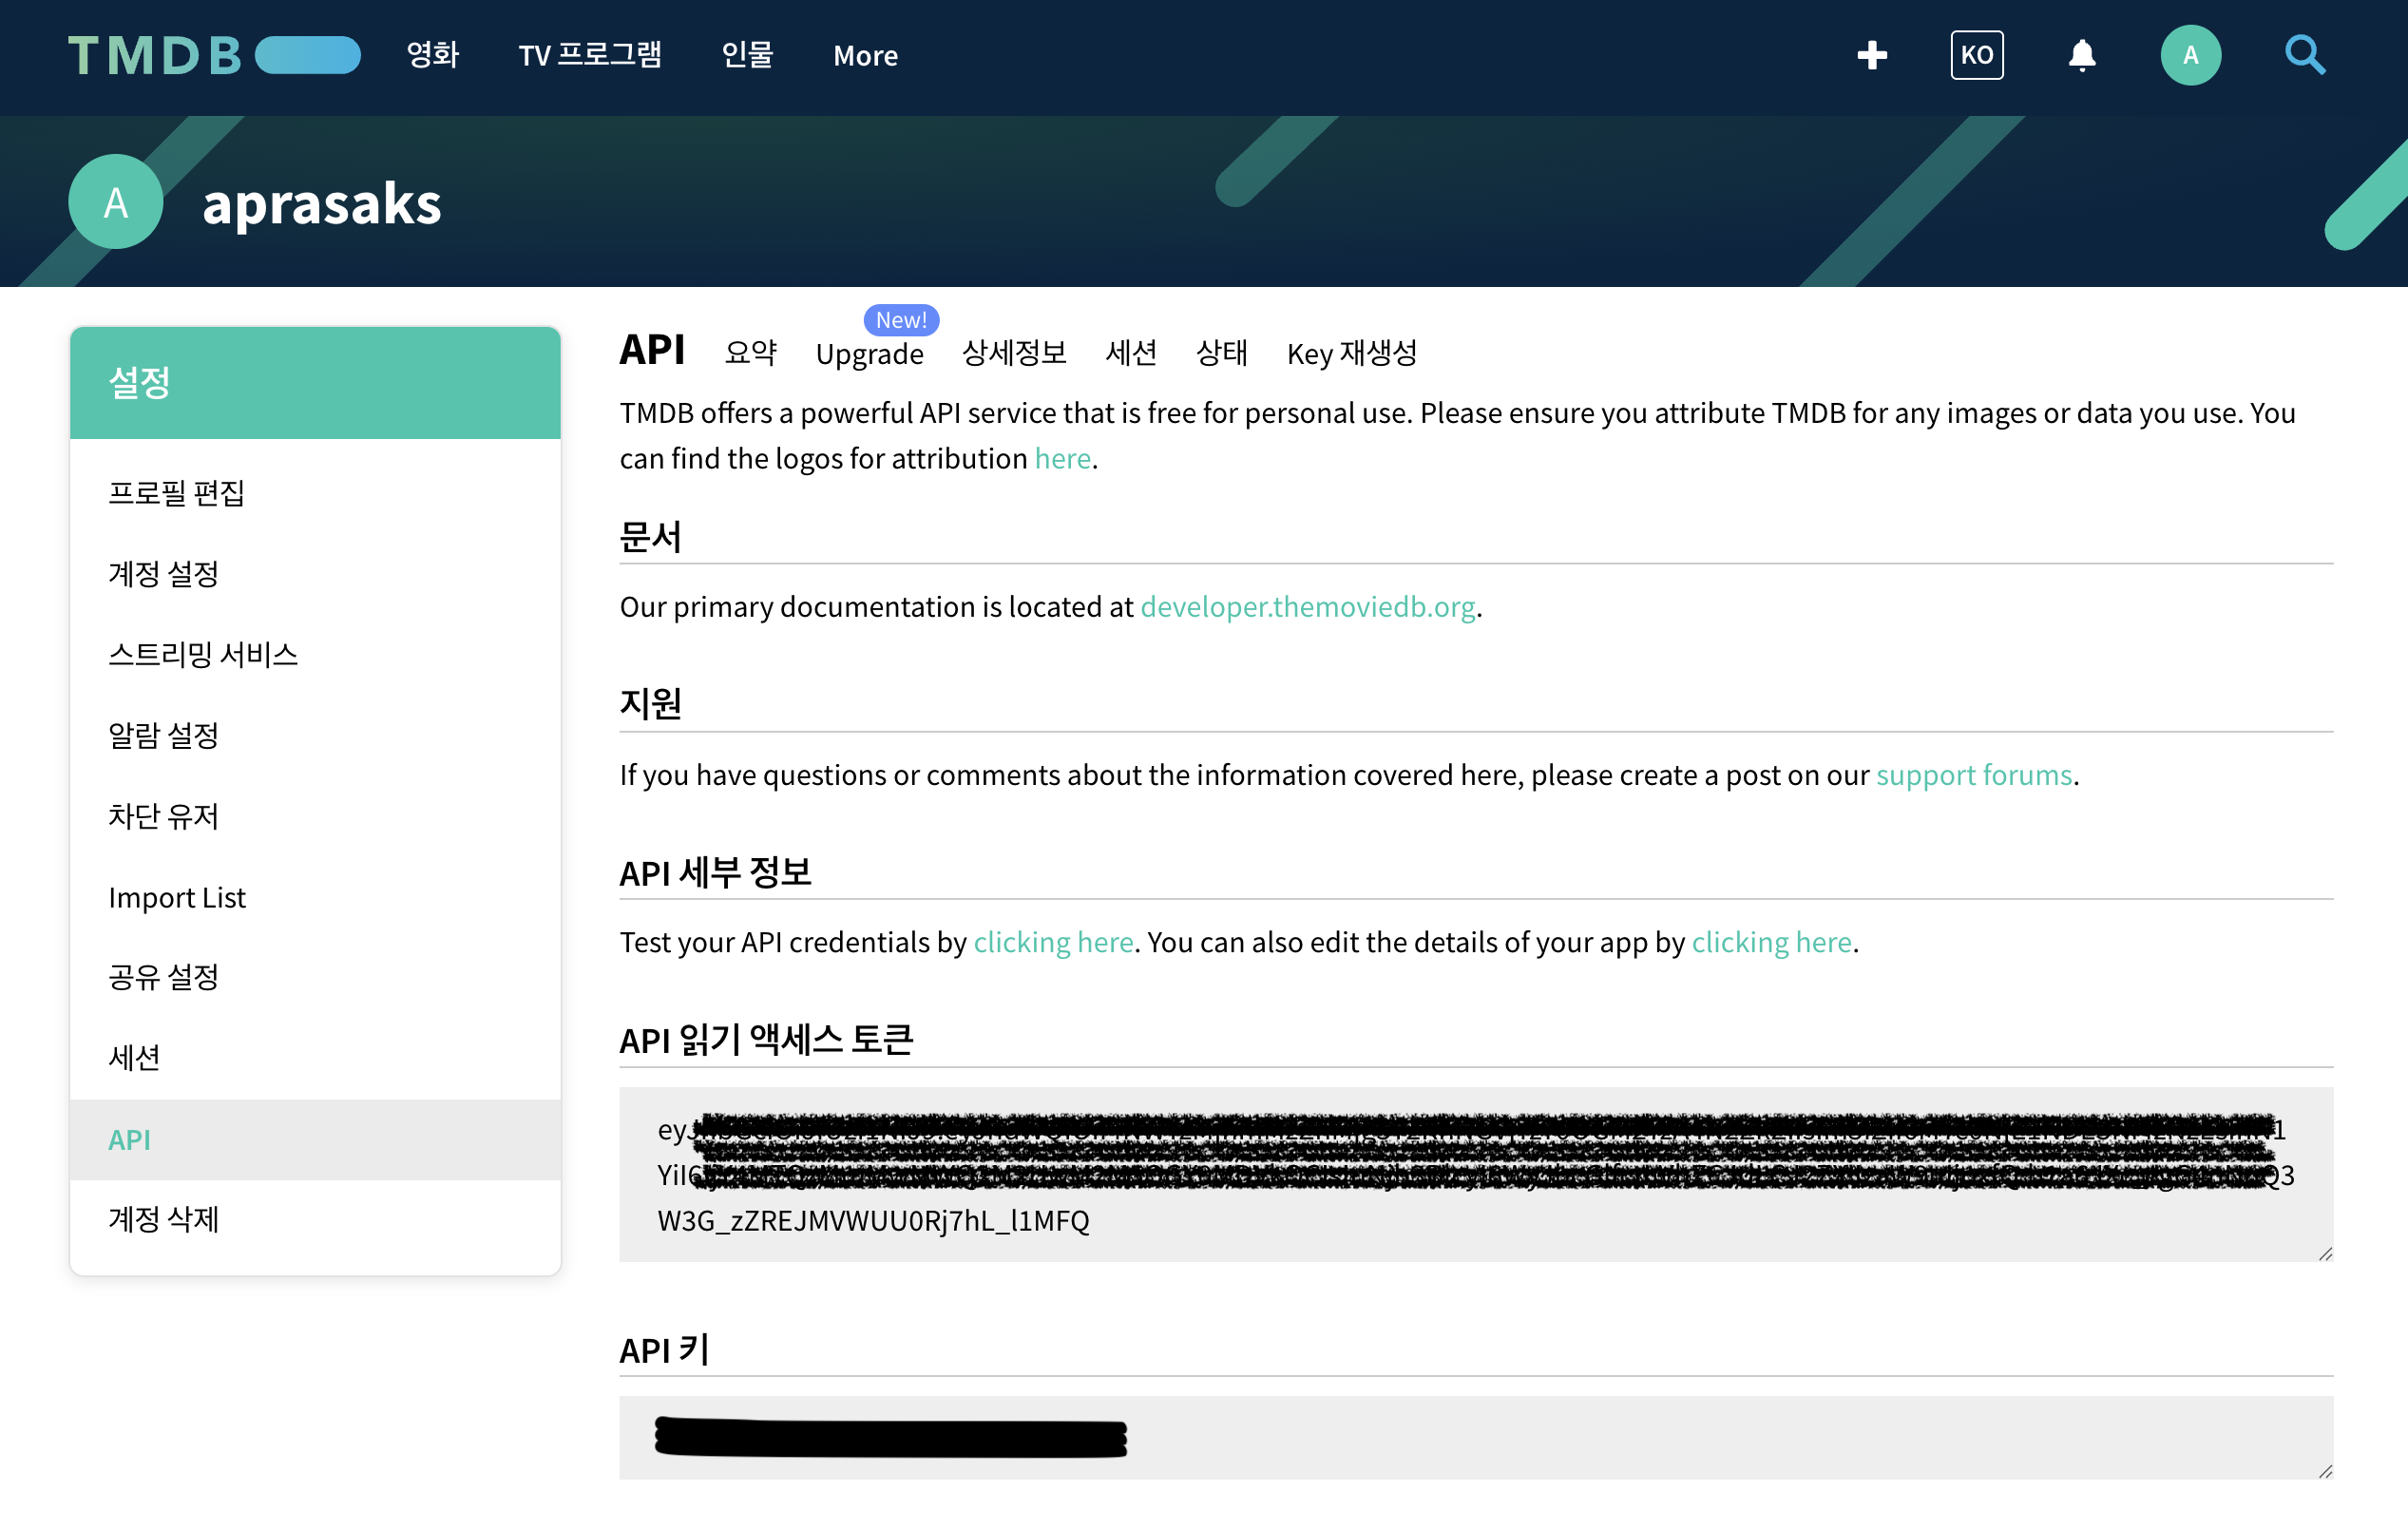 TMDB
영화
TV 프로그램
인물
More
KO
A
A
aprasaks
설정
프로필 편집
계정 설정
스트리밍 서비스
알람 설정
차단 유저
Import List
공유 설정
세션
API
계정 삭제
API 요약 Upgrade New! 상세정보 세션 상태 Key 재생성
TMDB offers a powerful API service that is free for personal use. Please ensure you attribute TMDB for any images or data you use. You
can find the logos for attribution here.
문서
Our primary documentation is located at developer.themoviedb.org.
지원
If you have questions or comments about the information covered here, please create a post on our support forums.
API 세부 정보
Test your API credentials by clicking here. You can also edit the details of your app by clicking here.
API 읽기 액세스 토큰
W3G_zZREJMVWUU0Rj7hL_l1MFQ
API 키